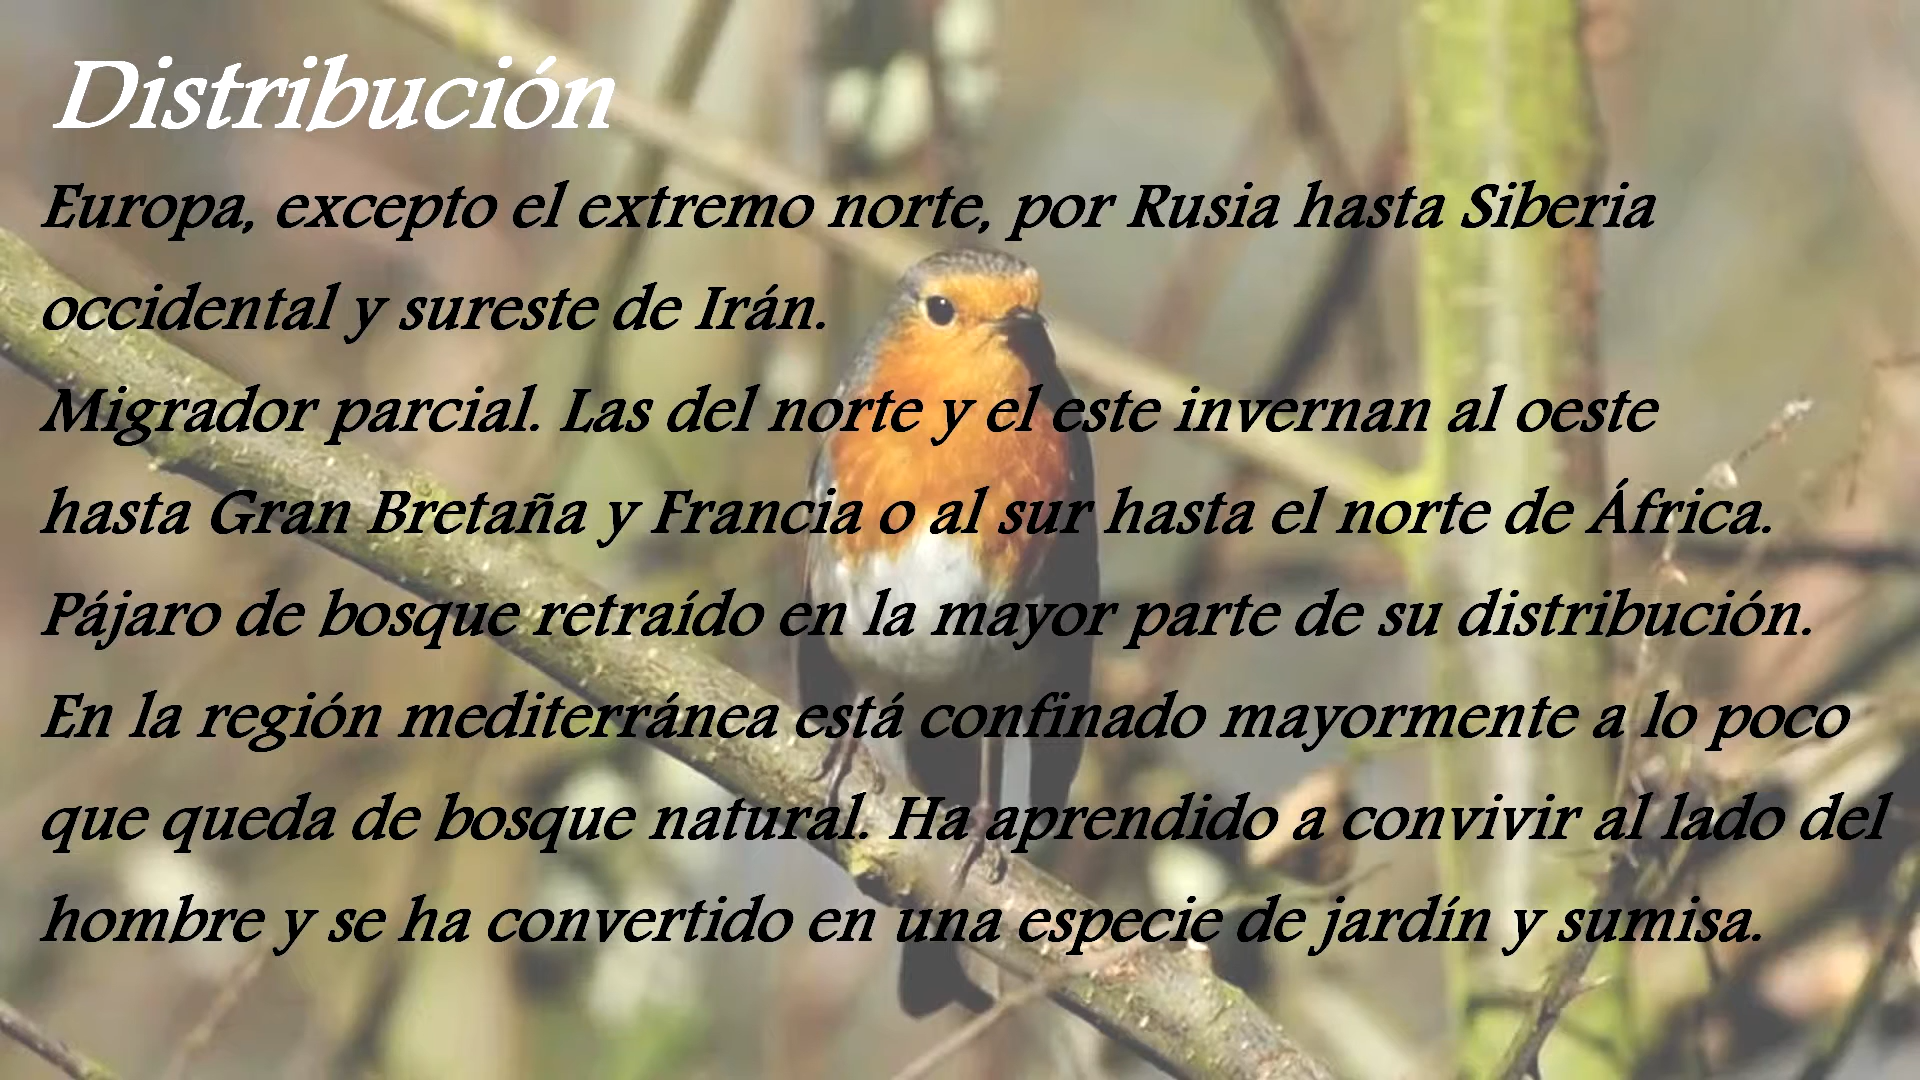 Distribución
Europa, excepto el extremo norte, por Rusia hasta Siberia
occidental y sureste de Irán.
Migrador parcial. Las del norte y el este invernan al oeste
hasta Gran Bretaña y Francia o al sur hasta el norte de África.
Pájaro de bosque retraído en la mayor parte de su distribución.
En la región mediterránea está confinado mayormente a lo poco
que queda de bosque natural. Ha aprendido a convivir al lado del
hombre y se ha convertido en una especie de jardín y sumisa.